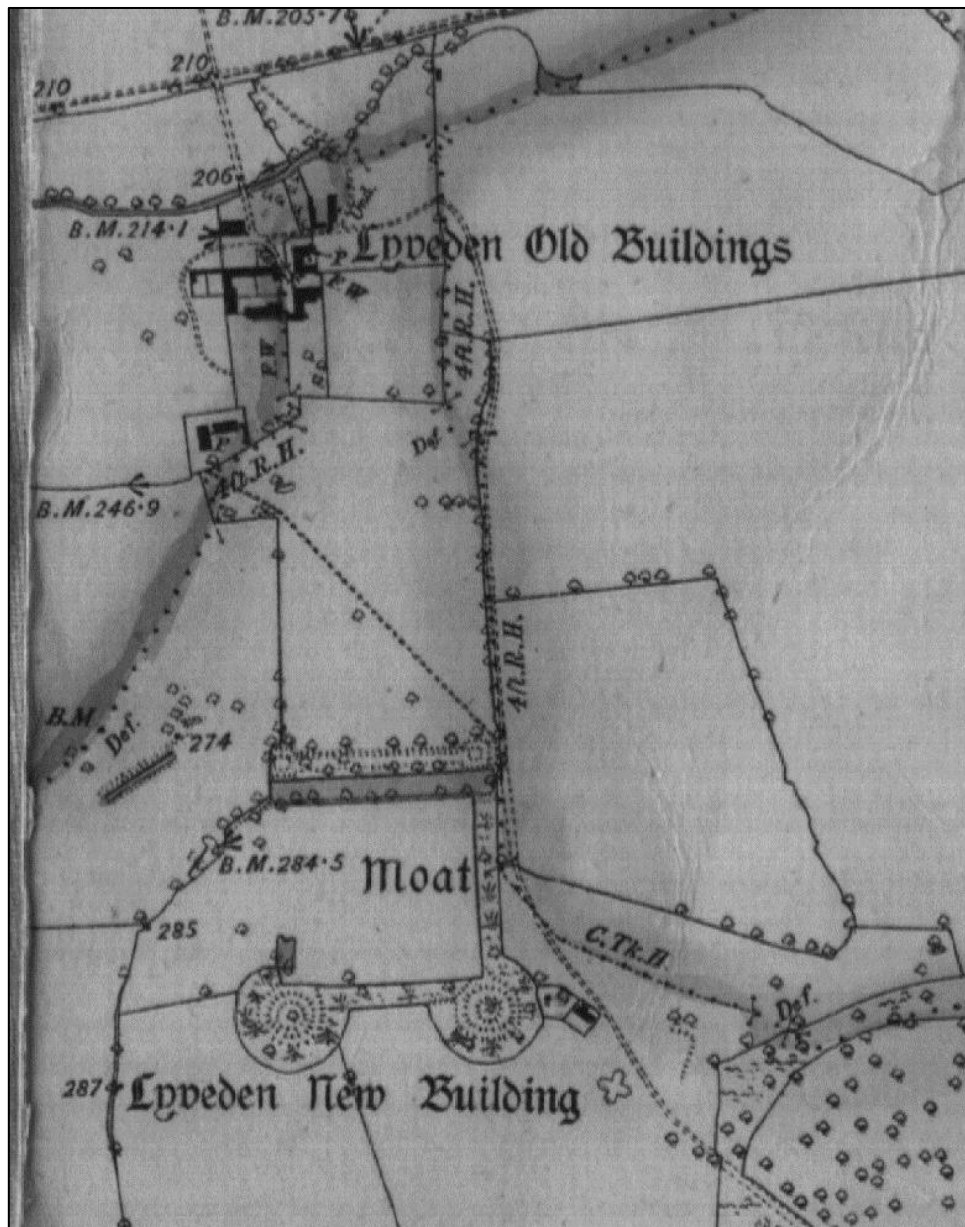 B.M.205·7
210
210
206
B.M.214·1
Und.
Lyveden Old Buildings
P
F.W
4ft.R.H.
F.W
Def.
P
4ft.R.H.
B.M.246·9
4ft.R.H.
B.M
Def.
274
Moat
B.M.284·5
285
C.Tk.H
Def.
287
Lyveden New Building